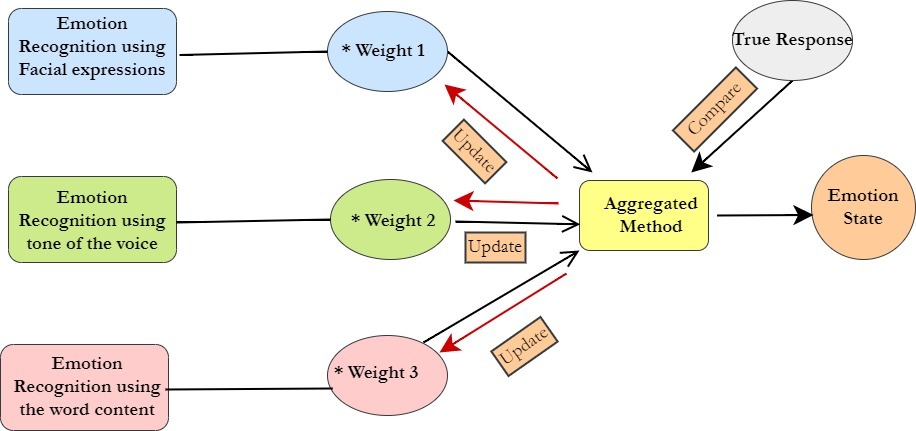 Emotion
Recognition using
Facial expressions
* Weight 1
True Response
Compare
Update
Emotion
Recognition using
tone of the voice
* Weight 2
Update
Aggregated
Method
Emotion
State
Emotion
Recognition using
the word content
* Weight 3
Update